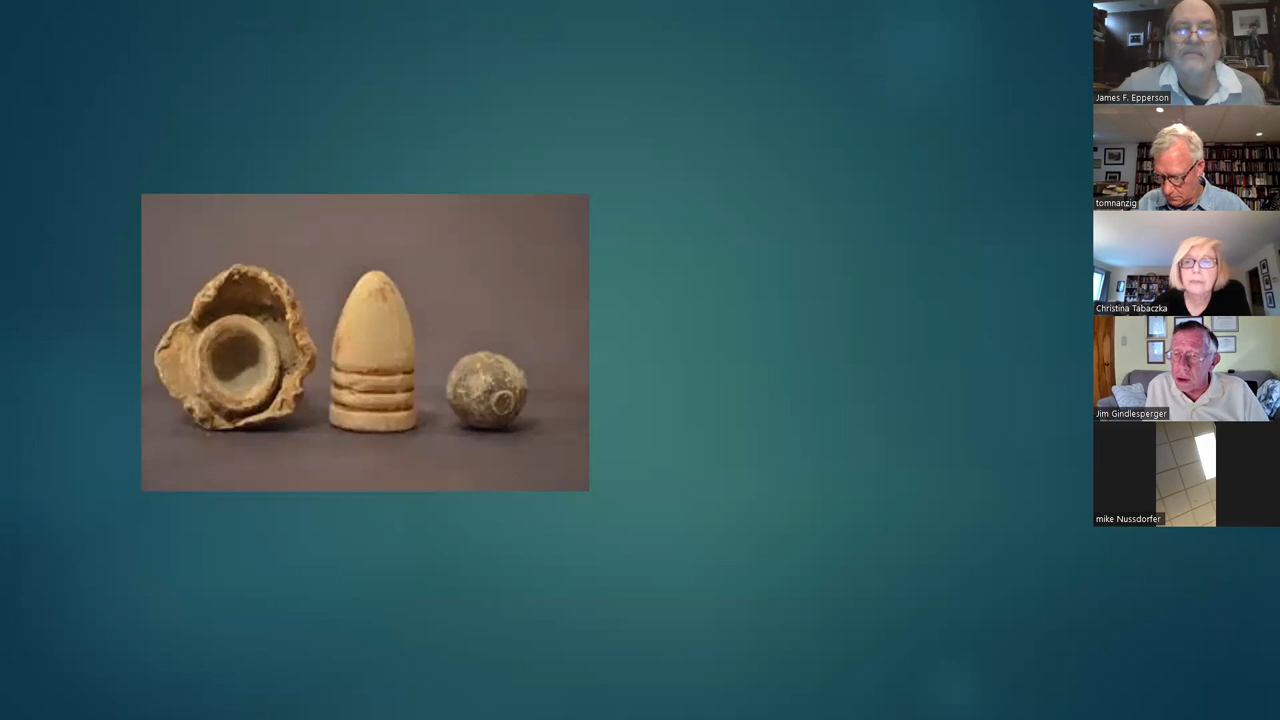 James F. Epperson
tomnanzig
Christina Tabaczka
Jim Gindlesperger
mike Nussdorfer